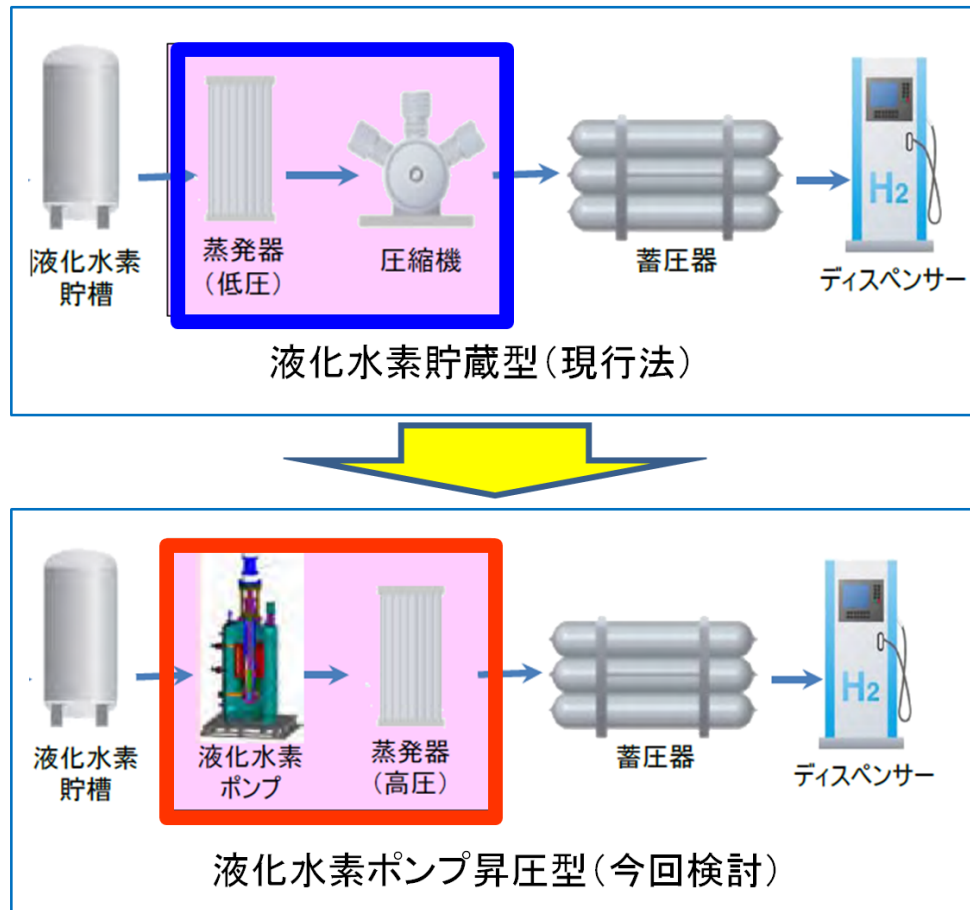 液化水素
貯槽
蒸発器
（低圧）
圧縮機
蓄圧器
H2
ディスペンサー
液化水素貯蔵型（現行法）
液化水素
貯槽
液化水素
ポンプ
蒸発器
（高圧）
蓄圧器
H2
ディスペンサー
液化水素ポンプ昇圧型（今回検討）